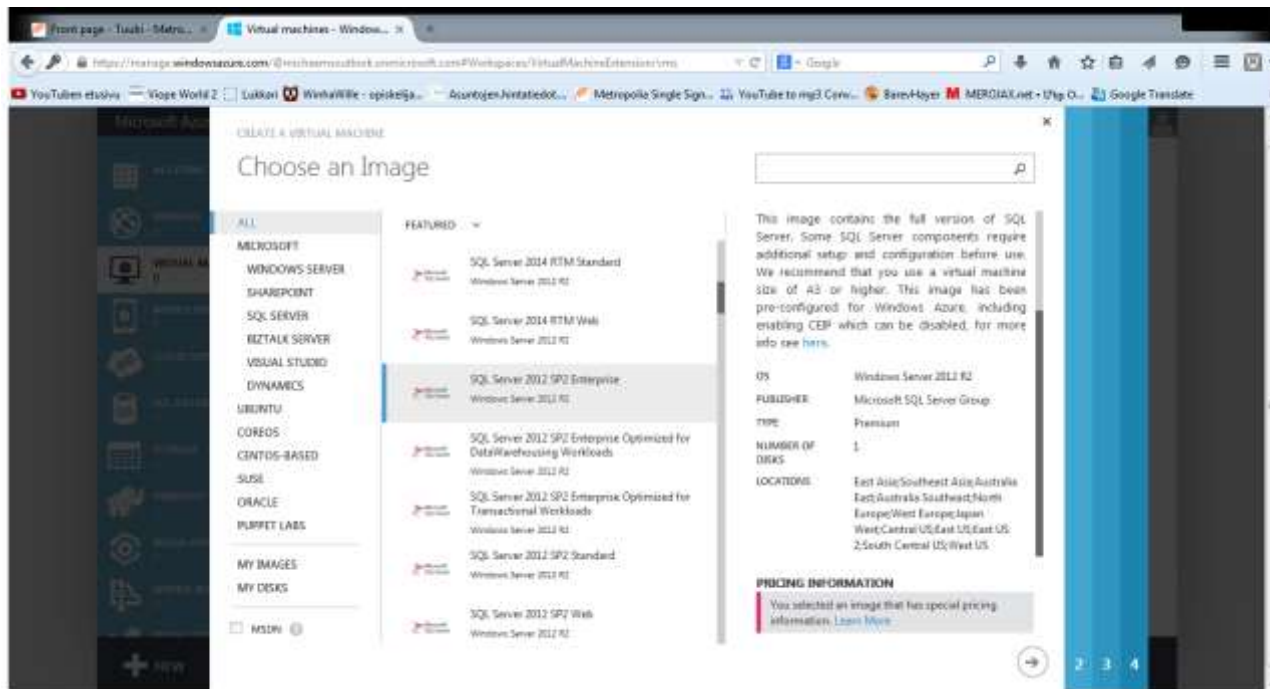 Front page - Tuubi - Metro...
Virtual machines - Window...
https://manage.windowsazure.com/
Google
YouTuben etusivu
Viope World 2
Lukkari
WinhaWille - opiskelija...
Asuntojen hintatiedot...
Metropolia Single Sign...
YouTube to mp3 Conv...
BarevHayer
Google Translate
Microsoft Azure
CREATE A VIRTUAL MACHINE
Choose an Image
ALL
MICROSOFT
WINDOWS SERVER
SHAREPOINT
SQL SERVER
BIZTALK SERVER
VISUAL STUDIO
DYNAMICS
UBUNTU
COREOS
CENTOS-BASED
SUSE
ORACLE
PUPPET LABS
MY IMAGES
MY DISKS
MSDN
FEATURED
SQL Server 2014 RTM Standard
Windows Server 2012 R2
SQL Server 2014 RTM Web
Windows Server 2012 R2
SQL Server 2012 SP2 Enterprise
Windows Server 2012 R2
SQL Server 2012 SP2 Enterprise Optimized for
DataWarehousing Workloads
Windows Server 2012 R2
SQL Server 2012 SP2 Enterprise Optimized for
Transactional Workloads
Windows Server 2012 R2
SQL Server 2012 SP2 Standard
Windows Server 2012 R2
SQL Server 2012 SP2 Web
Windows Server 2012 R2
This image contains the full version of SQL
Server. Some SQL Server components require
additional setup and configuration before use.
We recommend that you use a virtual machine
size of A3 or higher. This image has been
pre-configured for Windows Azure, including
enabling CEIP which can be disabled, for more
info see here.
OS Windows Server 2012 R2
PUBLISHER Microsoft SQL Server Group
TYPE Premium
NUMBER OF
DISKS 1
LOCATIONS East Asia;Southeast Asia;Australia
East;Australia Southeast;North
Europe;West Europe;Japan
West;Central US;East US;East US
2;South Central US;West US
PRICING INFORMATION
You selected an image that has special pricing
information. Learn More
NEW
2 3 4